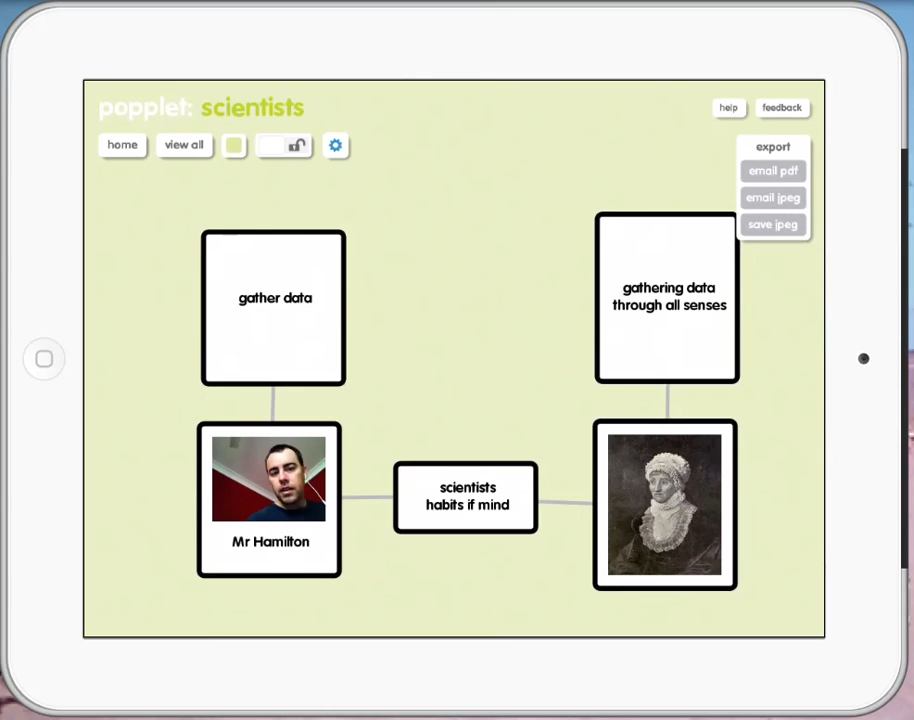 popplet: scientists
help
feedback
home
view all
export
email pdf
email jpeg
save jpeg
gather data
gathering data
through all senses
scientists
habits if mind
Mr Hamilton